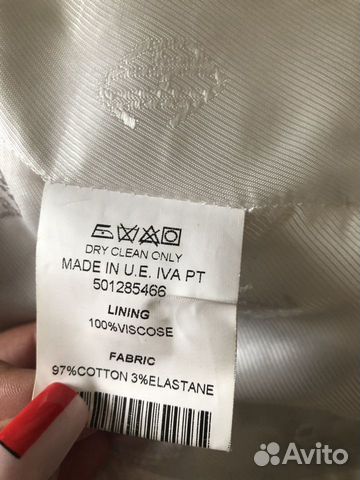 DRY CLEAN ONLY
MADE IN U.E. IVA PT
501285466
LINING
100%VISCOSE
FABRIC
97%COTTON 3%ELASTANE
Avito